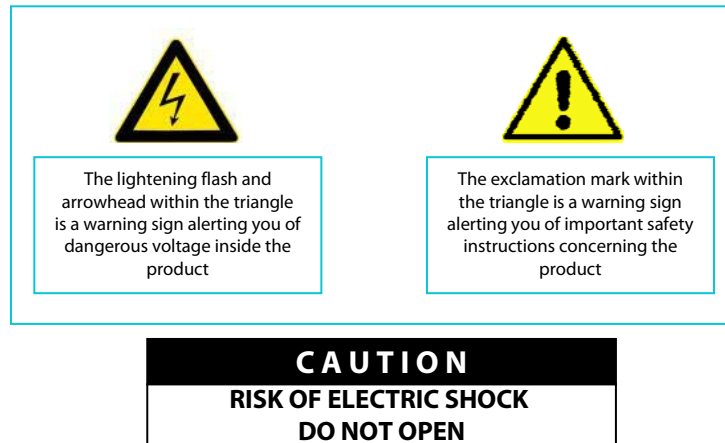 The lightening flash and
arrowhead within the triangle
is a warning sign alerting you of
dangerous voltage inside the
product
The exclamation mark within
the triangle is a warning sign
alerting you of important safety
instructions concerning the
product
CAUTION
RISK OF ELECTRIC SHOCK
DO NOT OPEN